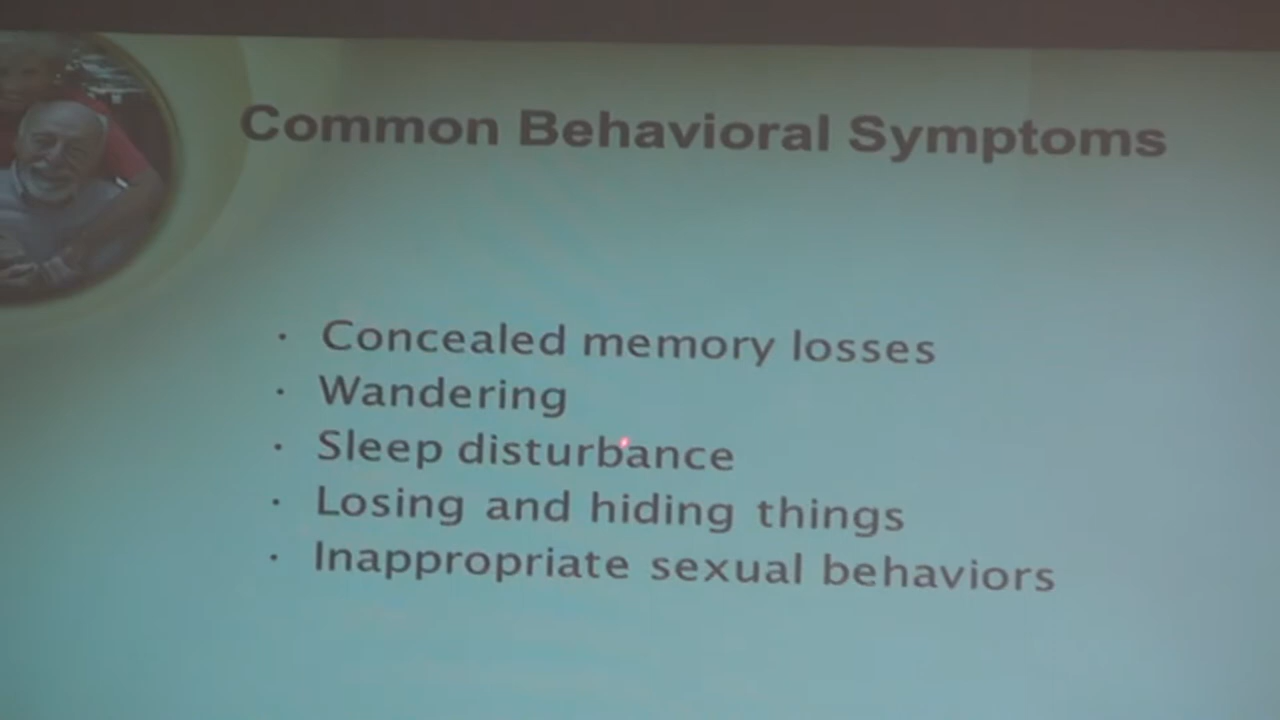 Common Behavioral Symptoms
· Concealed memory losses
· Wandering
· Sleep disturbance
· Losing and hiding things
· Inappropriate sexual behaviors